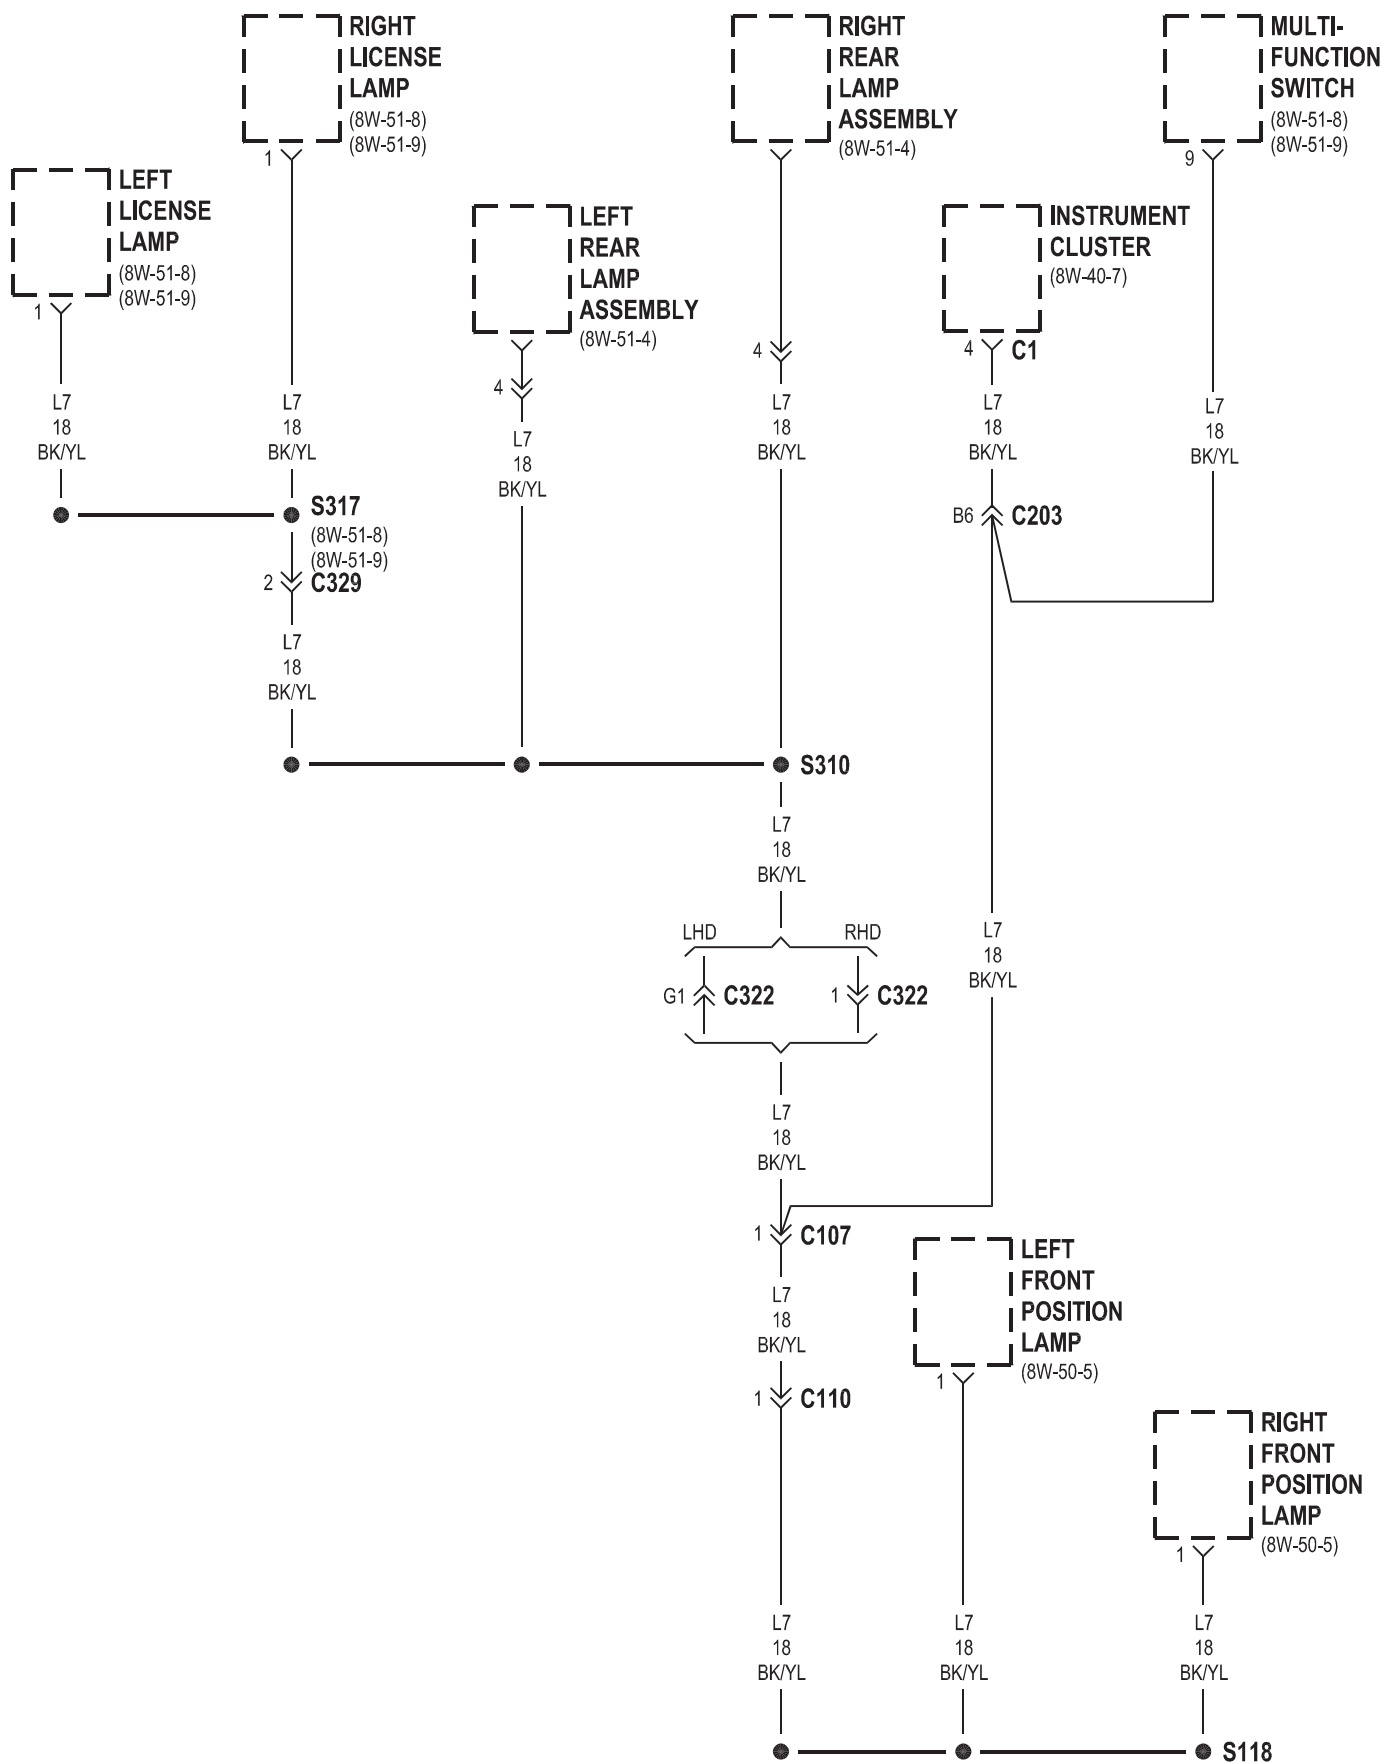 RIGHT
LICENSE
LAMP
(8W-51-8)
(8W-51-9)
1
RIGHT
REAR
LAMP
ASSEMBLY
(8W-51-4)
MULTI-
FUNCTION
SWITCH
(8W-51-8)
(8W-51-9)
9
LEFT
LICENSE
LAMP
(8W-51-8)
(8W-51-9)
1
LEFT
REAR
LAMP
ASSEMBLY
(8W-51-4)
4
4
INSTRUMENT
CLUSTER
(8W-40-7)
4
C1
L7
18
BK/YL
L7
18
BK/YL
L7
18
BK/YL
L7
18
BK/YL
L7
18
BK/YL
L7
18
BK/YL
S317
(8W-51-8)
(8W-51-9)
2
C329
B6
C203
L7
18
BK/YL
S310
L7
18
BK/YL
LHD
RHD
G1
C322
1
C322
L7
18
BK/YL
L7
18
BK/YL
1
C107
L7
18
BK/YL
1
C110
LEFT
FRONT
POSITION
LAMP
(8W-50-5)
1
RIGHT
FRONT
POSITION
LAMP
(8W-50-5)
1
L7
18
BK/YL
L7
18
BK/YL
L7
18
BK/YL
S118